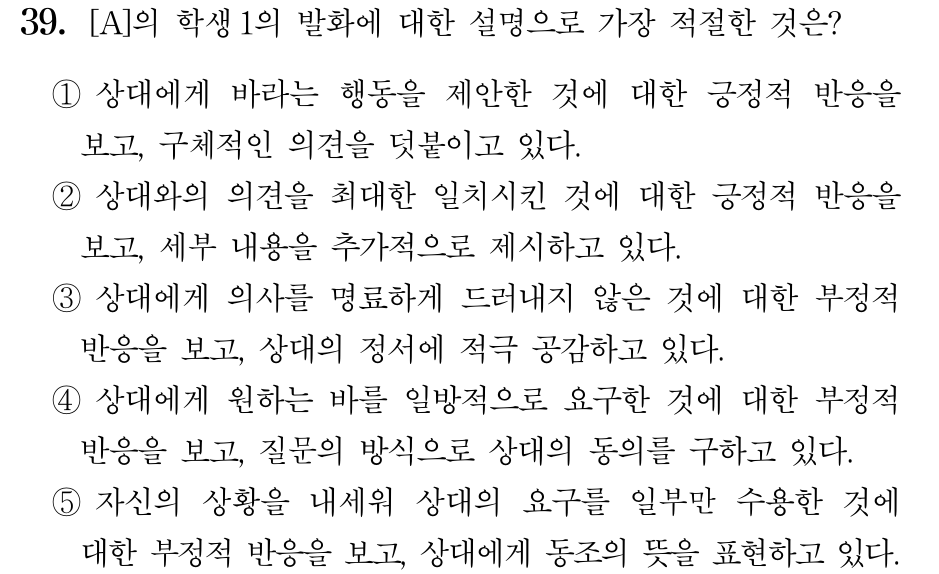 39. [A]의 학생 1의 발화에 대한 설명으로 가장 적절한 것은?
① 상대에게 바라는 행동을 제안한 것에 대한 긍정적 반응을
보고, 구체적인 의견을 덧붙이고 있다.
② 상대와의 의견을 최대한 일치시킨 것에 대한 긍정적 반응을
보고, 세부 내용을 추가적으로 제시하고 있다.
③ 상대에게 의사를 명료하게 드러내지 않은 것에 대한 부정적
반응을 보고, 상대의 정서에 적극 공감하고 있다.
④ 상대에게 원하는 바를 일방적으로 요구한 것에 대한 부정적
반응을 보고, 질문의 방식으로 상대의 동의를 구하고 있다.
⑤ 자신의 상황을 내세워 상대의 요구를 일부만 수용한 것에
대한 부정적 반응을 보고, 상대에게 동조의 뜻을 표현하고 있다.